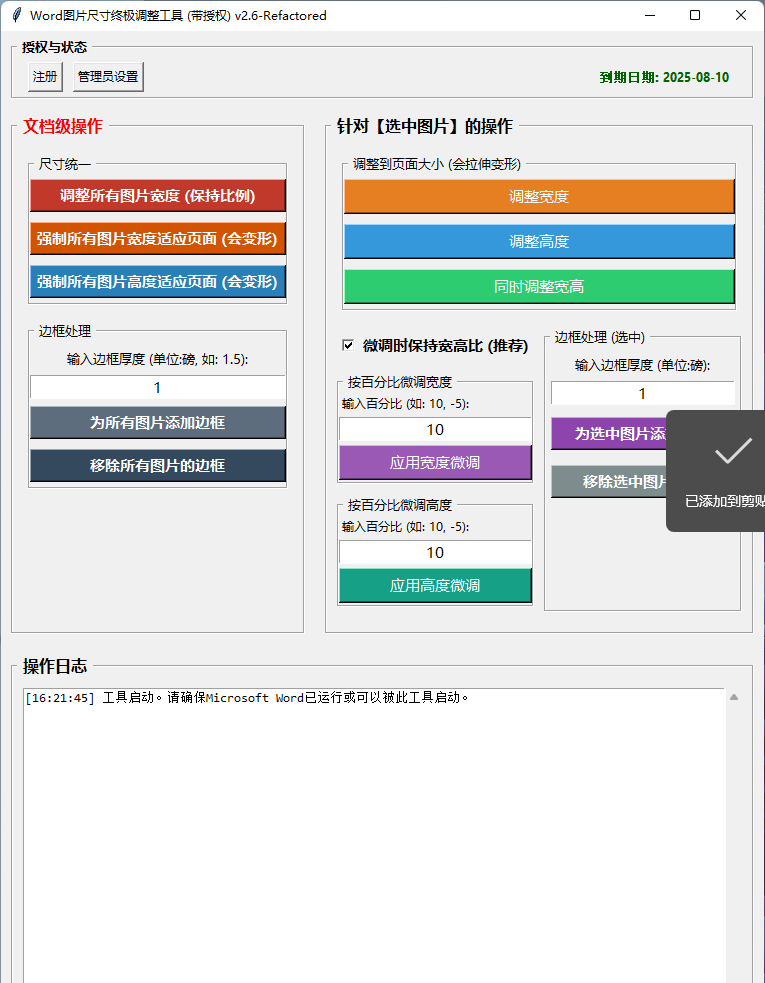 Word图片尺寸终极调整工具 (带授权) v2.6-Refactored
授权与状态
注册
管理员设置
到期日期: 2025-08-10
文档级操作
尺寸统一
调整所有图片宽度 (保持比例)
强制所有图片宽度适应页面 (会变形)
强制所有图片高度适应页面 (会变形)
边框处理
输入边框厚度 (单位:磅, 如: 1.5):
1
为所有图片添加边框
移除所有图片的边框
针对【选中图片】的操作
调整到页面大小 (会拉伸变形)
调整宽度
调整高度
同时调整宽高
微调时保持宽高比 (推荐)
按百分比微调宽度
输入百分比 (如: 10, -5):
10
应用宽度微调
按百分比微调高度
输入百分比 (如: 10, -5):
10
应用高度微调
边框处理 (选中)
输入边框厚度 (单位:磅):
1
为选中图片添
移除选中图片
已添加到剪贴
操作日志
[16:21:45] 工具启动。请确保Microsoft Word已运行或可以被此工具启动。